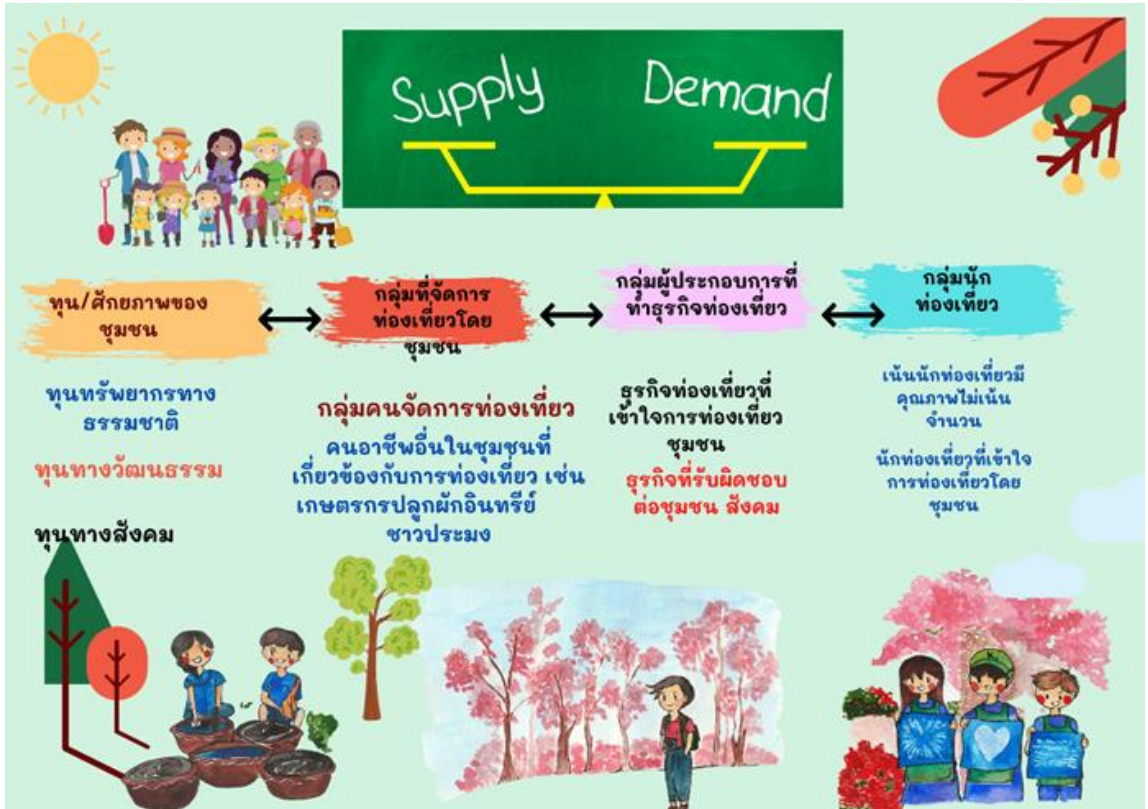 Supply Demand
ทุน/ศักยภาพของ
ชุมชน
กลุ่มที่จัดการ
ท่องเที่ยวโดย
ชุมชน
กลุ่มผู้ประกอบการที่
ทำธุรกิจท่องเที่ยว
กลุ่มนัก
ท่องเที่ยว
ทุนทรัพยากรทาง
ธรรมชาติ
ทุนทางวัฒนธรรม
ทุนทางสังคม
กลุ่มคนจัดการท่องเที่ยว
คนอาชีพอื่นในชุมชนที่
เกี่ยวข้องกับการท่องเที่ยว เช่น
เกษตรกรปลูกผักอินทรีย์
ชาวประมง
ธุรกิจท่องเที่ยวที่
เข้าใจการท่องเที่ยว
ชุมชน
ธุรกิจที่รับผิดชอบ
ต่อชุมชน สังคม
เน้นนักท่องเที่ยวมี
คุณภาพไม่เน้น
จำนวน
นักท่องเที่ยวที่เข้าใจ
การท่องเที่ยวโดย
ชุมชน